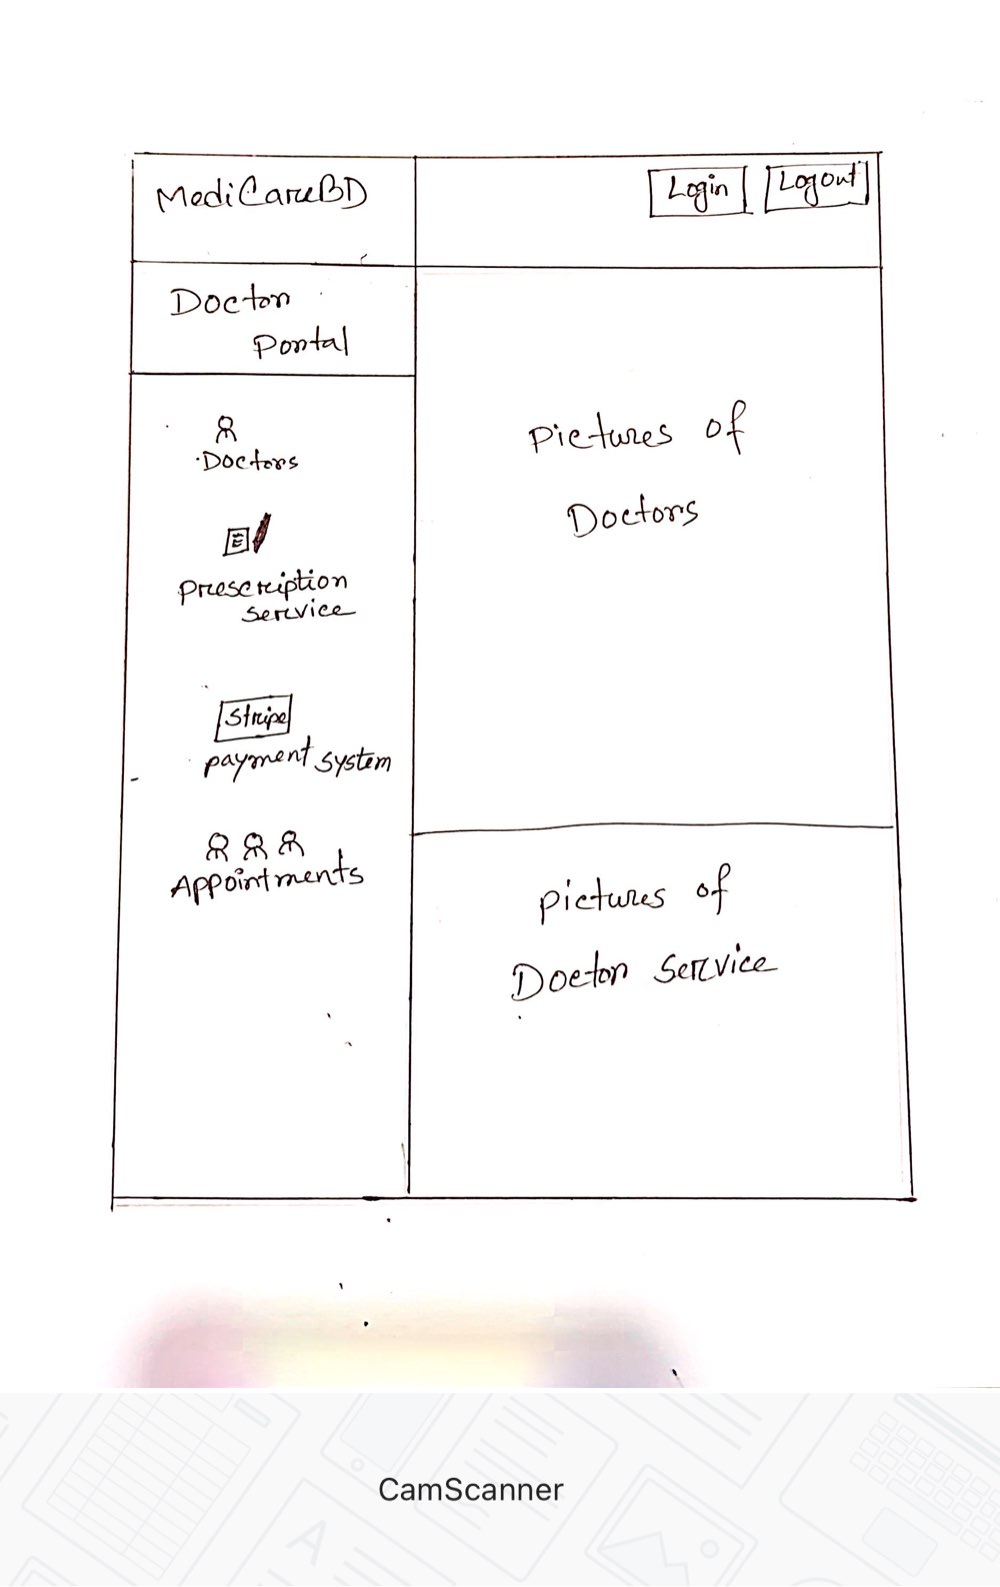 MediCareBD
Login
Logout
Doctor
Portal
Doctors
Prescription
service
Stripe
payment system
Appointments
Pictures of
Doctors
pictures of
Doctor service
CamScanner